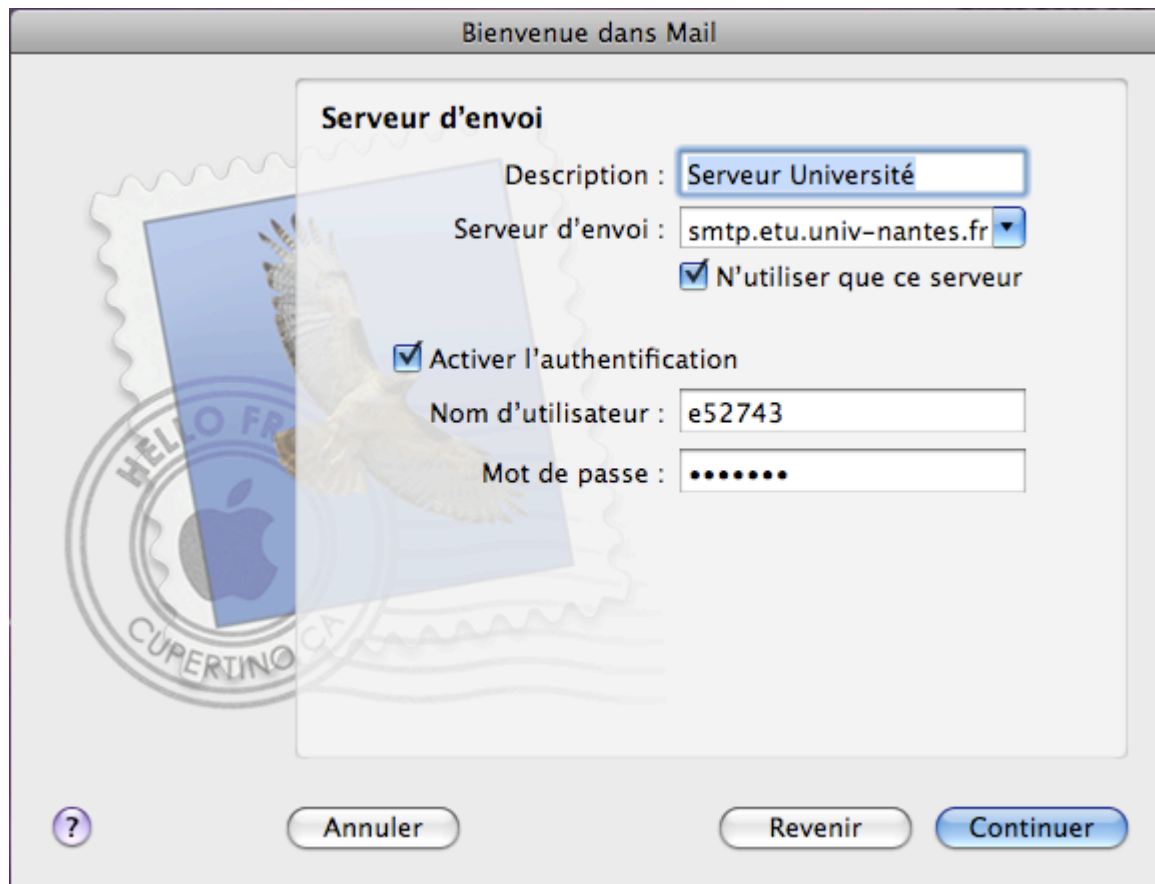 Bienvenue dans Mail
Serveur d'envoi
Description : Serveur Université
Serveur d'envoi : smtp.etu.univ-nantes.fr
N'utiliser que ce serveur
Activer l'authentification
Nom d'utilisateur : e52743
Mot de passe : •••••••
HELLO FR
CUPERTINO CA
? Annuler Revenir Continuer